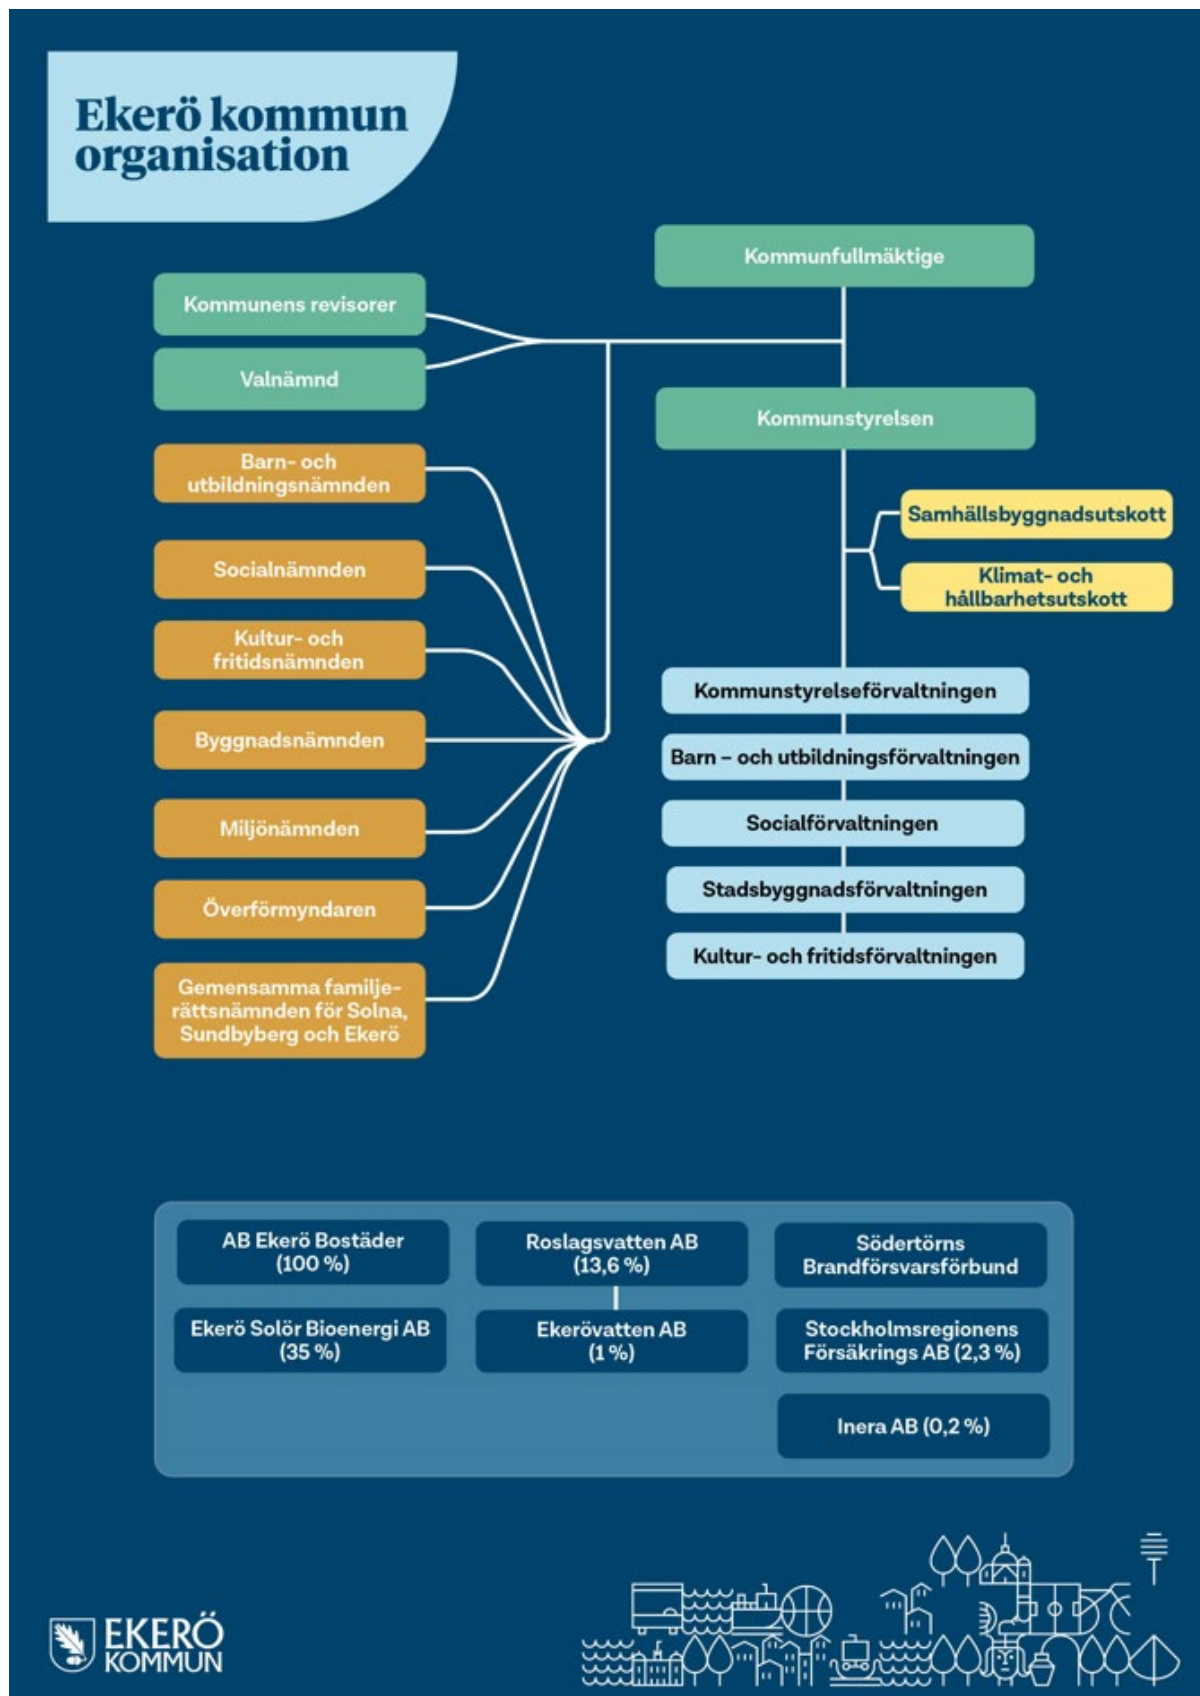 Ekerö kommun
organisation
Kommunfullmäktige
Kommunens revisorer
Valnämnd
Kommunstyrelsen
Barn- och
utbildningsnämnden
Socialnämnden
Kultur- och
fritidsnämnden
Byggnadsnämnden
Miljönämnden
Överförmyndaren
Gemensamma familje-
rättsnämnden för Solna,
Sundbyberg och Ekerö
Samhällsbyggnadsutskott
Klimat- och
hållbarhetsutskott
Kommunstyrelseförvaltningen
Barn – och utbildningsförvaltningen
Socialförvaltningen
Stadsbyggnadsförvaltningen
Kultur- och fritidsförvaltningen
AB Ekerö Bostäder
(100 %)
Roslagsvatten AB
(13,6 %)
Södertörns
Brandförsvarsförbund
Ekerö Solör Bioenergi AB
(35 %)
Ekerövatten AB
(1 %)
Stockholmsregionens
Försäkrings AB (2,3 %)
Inera AB (0,2 %)
EKERÖ
KOMMUN